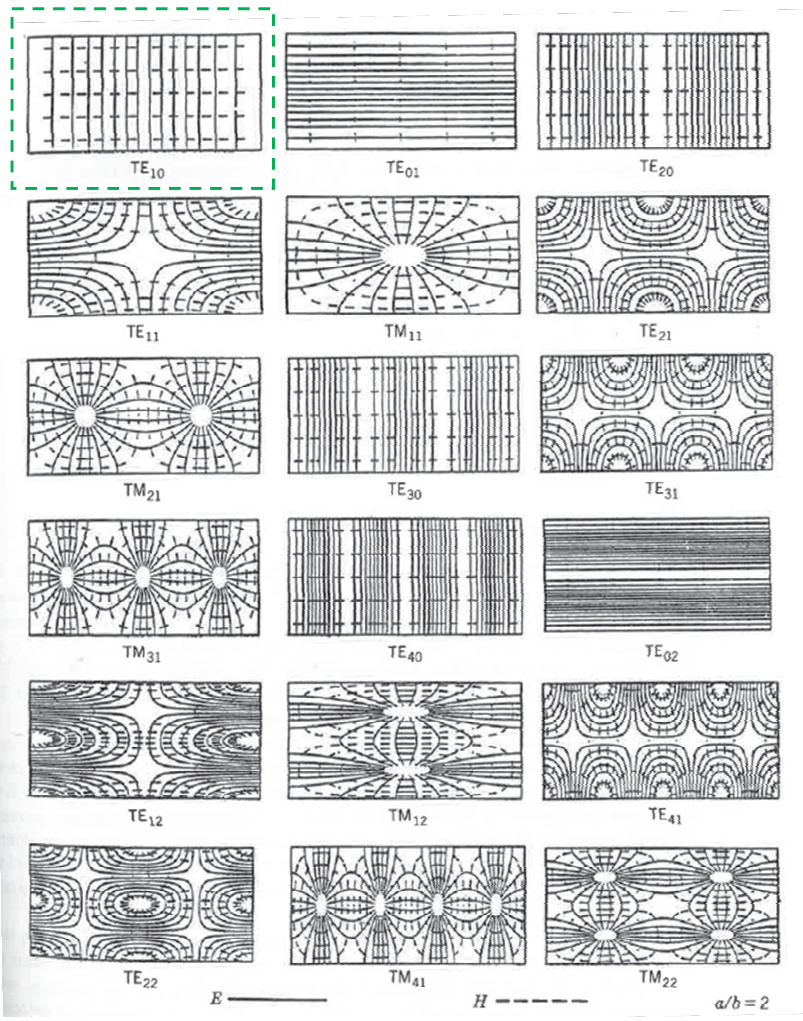 TE10 TE01 TE20
TE11 TM11 TE21
TM21 TE30 TE31
TM31 TE40 TE02
TE12 TM12 TE41
TE22 TM41 TM22
E H a/b = 2